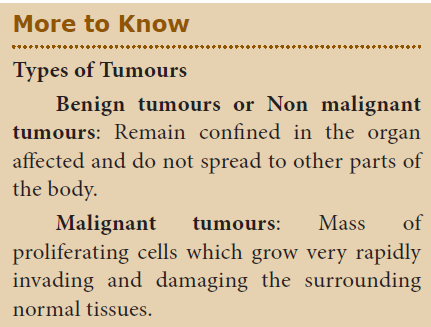 More to Know
Types of Tumours
Benign tumours or Non malignant
tumours: Remain confined in the organ
affected and do not spread to other parts of
the body.
Malignant tumours: Mass of
proliferating cells which grow very rapidly
invading and damaging the surrounding
normal tissues.